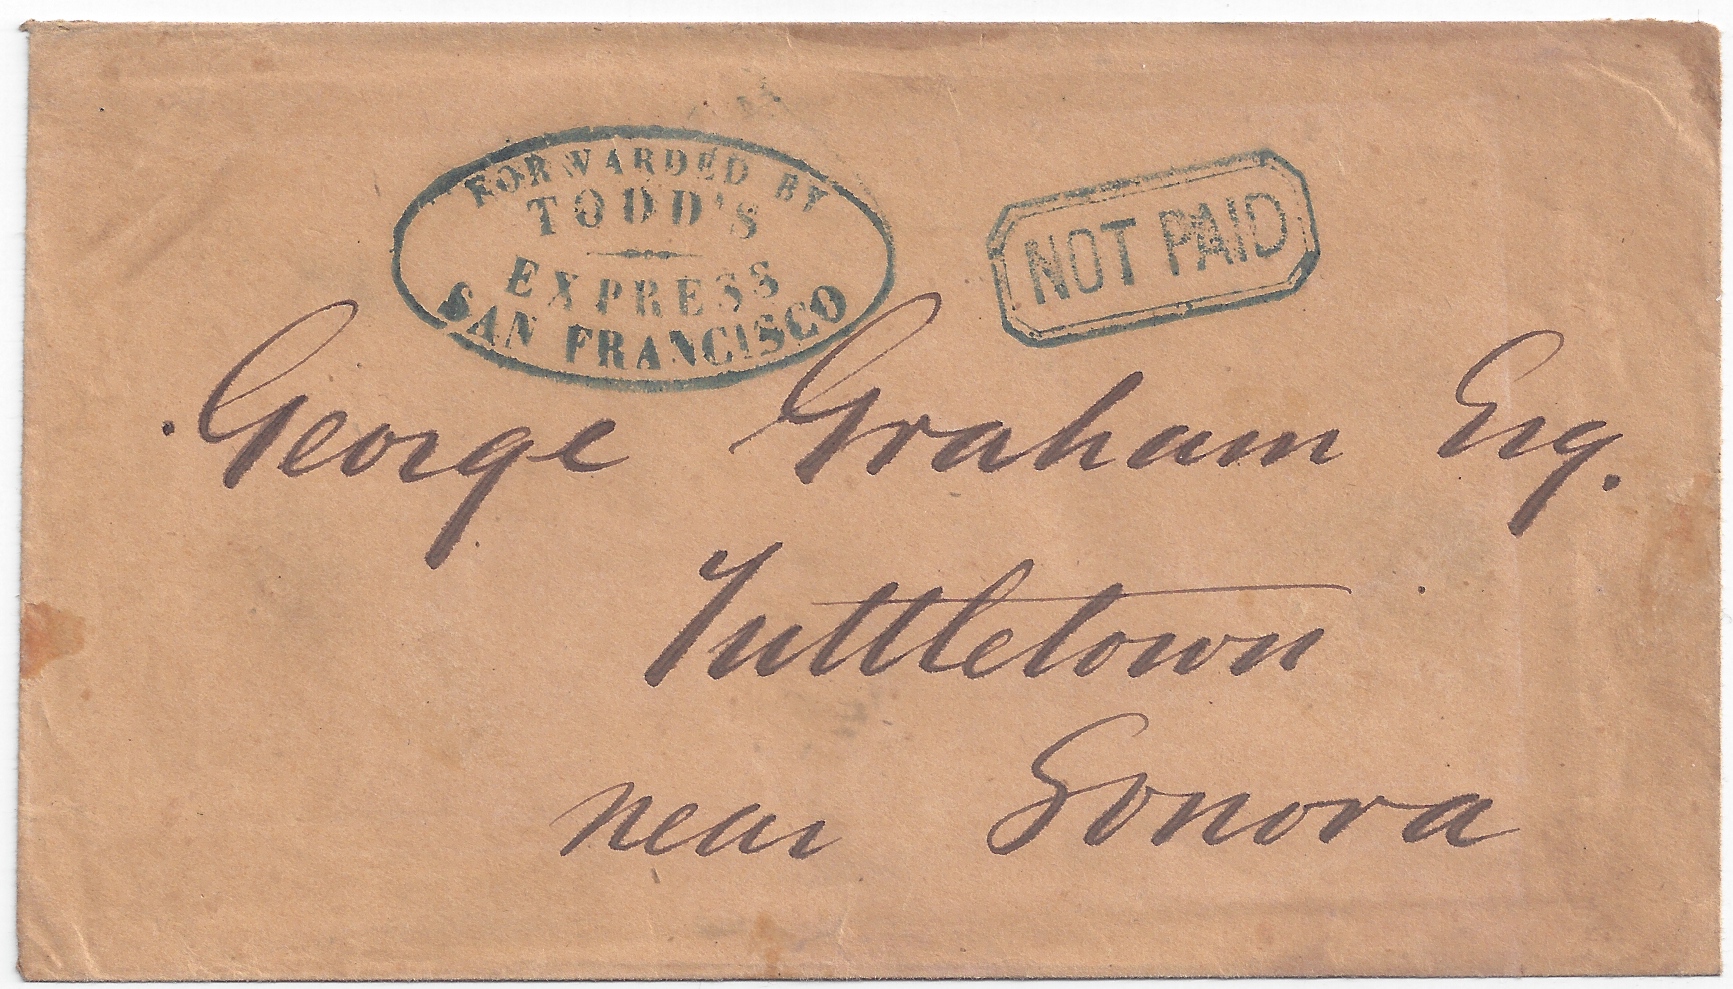 FORWARDED BY
TODD'S
EXPRESS
SAN FRANCISCO
NOT PAID
George Graham Esq.
Tuttletown
near Sonora